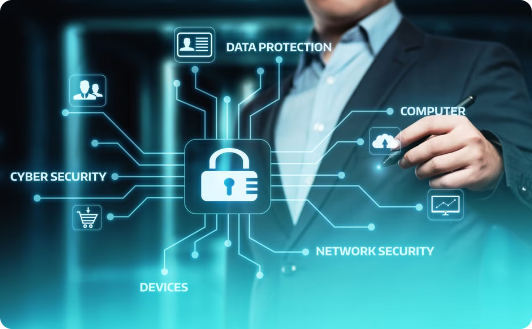 DATA PROTECTION
COMPUTER
CYBER SECURITY
NETWORK SECURITY
DEVICES